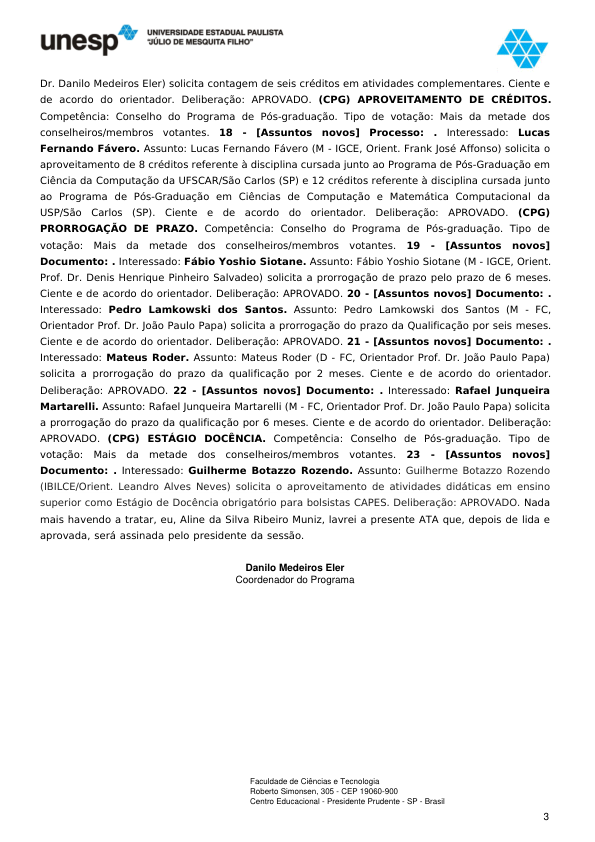 unesp
UNIVERSIDADE ESTADUAL PAULISTA
"JÚLIO DE MESQUITA FILHO"
Dr. Danilo Medeiros Eler) solicita contagem de seis créditos em atividades complementares. Ciente e
de acordo do orientador. Deliberação: APROVADO. (CPG) APROVEITAMENTO DE CRÉDITOS.
Competência: Conselho do Programa de Pós-graduação. Tipo de votação: Mais da metade dos
conselheiros/membros votantes. 18 - [Assuntos novos] Processo: . Interessado: Lucas
Fernando Fávero. Assunto: Lucas Fernando Fávero (M - IGCE, Orient. Frank José Affonso) solicita o
aproveitamento de 8 créditos referente à disciplina cursada junto ao Programa de Pós-Graduação em
Ciência da Computação da UFSCAR/São Carlos (SP) e 12 créditos referente à disciplina cursada junto
ao Programa de Pós-Graduação em Ciências de Computação e Matemática Computacional da
USP/São Carlos (SP). Ciente e de acordo do orientador. Deliberação: APROVADO. (CPG)
PRORROGAÇÃO DE PRAZO. Competência: Conselho do Programa de Pós-graduação. Tipo de
votação: Mais da metade dos conselheiros/membros votantes. 19 - [Assuntos novos]
Documento: . Interessado: Fábio Yoshio Siotane. Assunto: Fábio Yoshio Siotane (M - IGCE, Orient.
Prof. Dr. Denis Henrique Pinheiro Salvadeo) solicita a prorrogação de prazo pelo prazo de 6 meses.
Ciente e de acordo do orientador. Deliberação: APROVADO. 20 - [Assuntos novos] Documento: .
Interessado: Pedro Lamkowski dos Santos. Assunto: Pedro Lamkowski dos Santos (M - FC,
Orientador Prof. Dr. João Paulo Papa) solicita a prorrogação do prazo da Qualificação por seis meses.
Ciente e de acordo do orientador. Deliberação: APROVADO. 21 - [Assuntos novos] Documento: .
Interessado: Mateus Roder. Assunto: Mateus Roder (D - FC, Orientador Prof. Dr. João Paulo Papa)
solicita a prorrogação do prazo da qualificação por 2 meses. Ciente e de acordo do orientador.
Deliberação: APROVADO. 22 - [Assuntos novos] Documento: . Interessado: Rafael Junqueira
Martarelli. Assunto: Rafael Junqueira Martarelli (M - FC, Orientador Prof. Dr. João Paulo Papa) solicita
a prorrogação do prazo da qualificação por 6 meses. Ciente e de acordo do orientador. Deliberação:
APROVADO. (CPG) ESTÁGIO DOCÊNCIA. Competência: Conselho de Pós-graduação. Tipo de
votação: Mais da metade dos conselheiros/membros votantes. 23 - [Assuntos novos]
Documento: . Interessado: Guilherme Botazzo Rozendo. Assunto: Guilherme Botazzo Rozendo
(IBILCE/Orient. Leandro Alves Neves) solicita o aproveitamento de atividades didáticas em ensino
superior como Estágio de Docência obrigatório para bolsistas CAPES. Deliberação: APROVADO. Nada
mais havendo a tratar, eu, Aline da Silva Ribeiro Muniz, lavrei a presente ATA que, depois de lida e
aprovada, será assinada pelo presidente da sessão.
Danilo Medeiros Eler
Coordenador do Programa
Faculdade de Ciências e Tecnologia
Roberto Simonsen, 305 - CEP 19060-900
Centro Educacional - Presidente Prudente - SP - Brasil
3